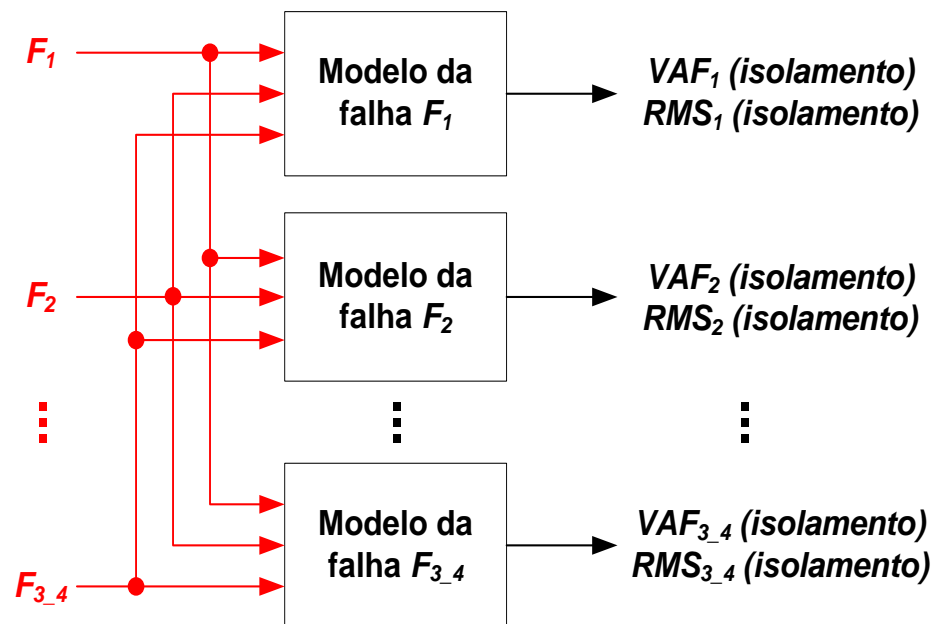 F1
Modelo da
falha F1
VAF1 (isolamento)
RMS1 (isolamento)
F2
Modelo da
falha F2
VAF2 (isolamento)
RMS2 (isolamento)
F3_4
Modelo da
falha F3_4
VAF3_4 (isolamento)
RMS3_4 (isolamento)